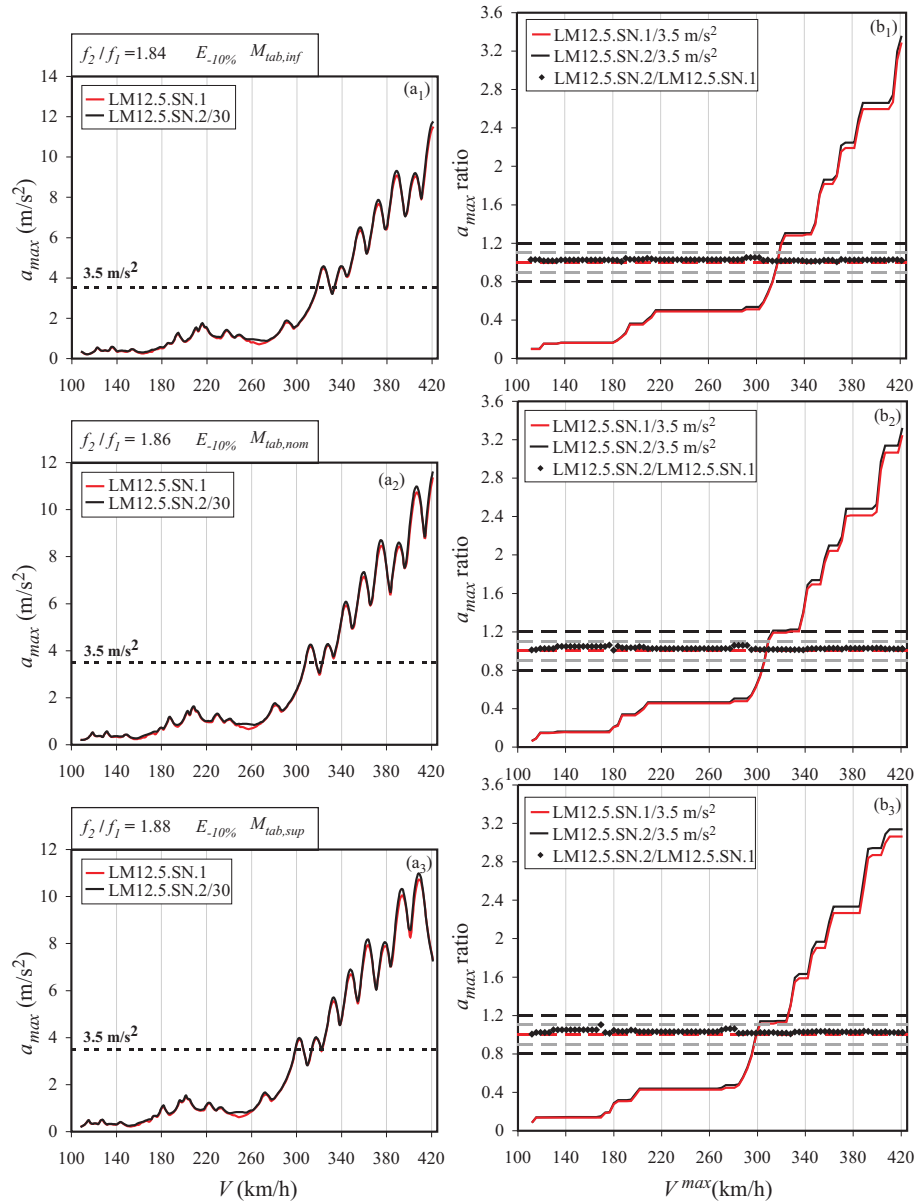 f2 / f1 =1.84 E-10% Mtab,inf
(a1)
LM12.5.SN.1
LM12.5.SN.2/30
3.5 m/s²
amax (m/s²)
14
12
10
8
6
4
2
0
100 140 180 220 260 300 340 380 420
(b1)
LM12.5.SN.1/3.5 m/s²
LM12.5.SN.2/3.5 m/s²
LM12.5.SN.2/LM12.5.SN.1
amax ratio
3.6
3.2
2.8
2.4
2
1.6
1.2
0.8
0.4
0
100 140 180 220 260 300 340 380 420
f2 / f1 = 1.86 E-10% Mtab,nom
(a2)
LM12.5.SN.1
LM12.5.SN.2/30
3.5 m/s²
amax (m/s²)
12
10
8
6
4
2
0
100 140 180 220 260 300 340 380 420
(b2)
LM12.5.SN.1/3.5 m/s²
LM12.5.SN.2/3.5 m/s²
LM12.5.SN.2/LM12.5.SN.1
amax ratio
3.6
3.2
2.8
2.4
2
1.6
1.2
0.8
0.4
0
100 140 180 220 260 300 340 380 420
f2 / f1 = 1.88 E-10% Mtab,sup
(a3)
LM12.5.SN.1
LM12.5.SN.2/30
3.5 m/s²
amax (m/s²)
12
10
8
6
4
2
0
100 140 180 220 260 300 340 380 420
V (km/h)
(b3)
LM12.5.SN.1/3.5 m/s²
LM12.5.SN.2/3.5 m/s²
LM12.5.SN.2/LM12.5.SN.1
amax ratio
3.6
3.2
2.8
2.4
2
1.6
1.2
0.8
0.4
0
100 140 180 220 260 300 340 380 420
Vmax (km/h)